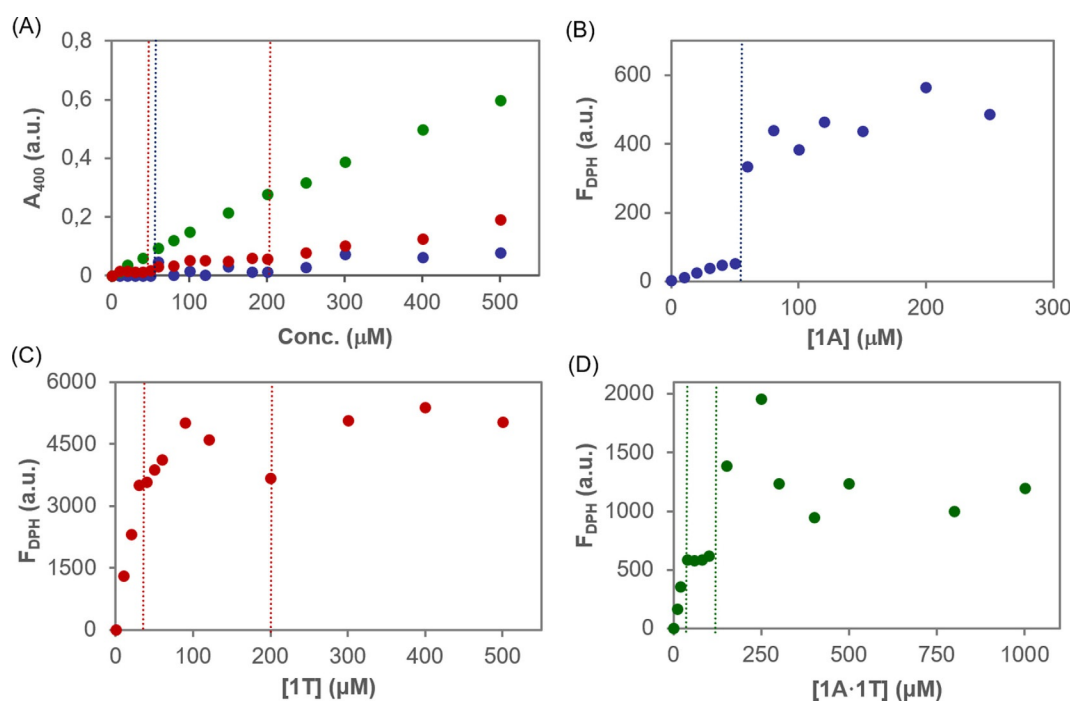 (A)
0,8
0,6
0,4
0,2
0
A400 (a.u.)
0 100 200 300 400 500
Conc. (µM)
(B)
600
400
200
0
FDPH (a.u.)
0 100 200 300
[1A] (µM)
(C)
6000
4500
3000
1500
0
FDPH (a.u.)
0 100 200 300 400 500
[1T] (µM)
(D)
2000
1500
1000
500
0
FDPH (a.u.)
0 250 500 750 1000
[1A·1T] (µM)